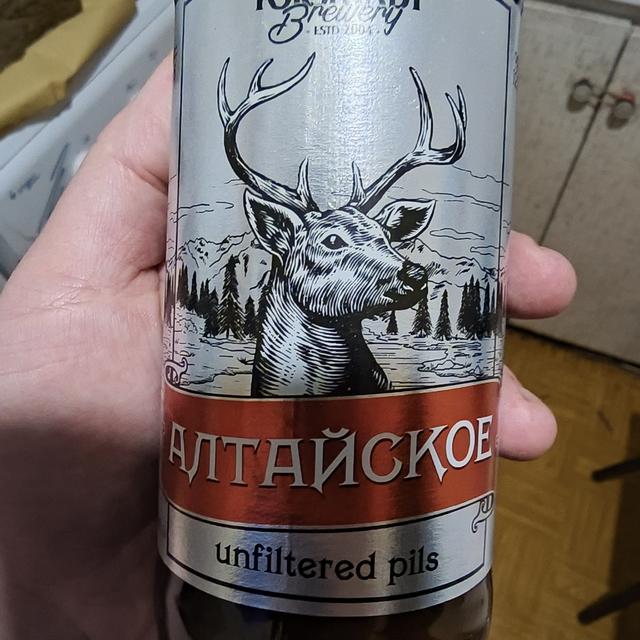 Brewery
· ESTD 2004 ·
АЛТАЙСКОЕ
unfiltered pils